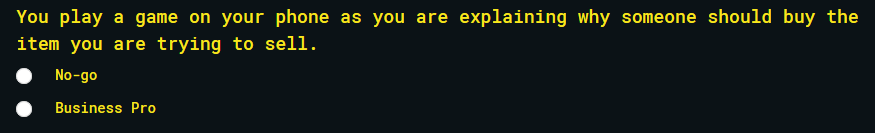 You play a game on your phone as you are explaining why someone should buy the
item you are trying to sell.
No-go
Business Pro